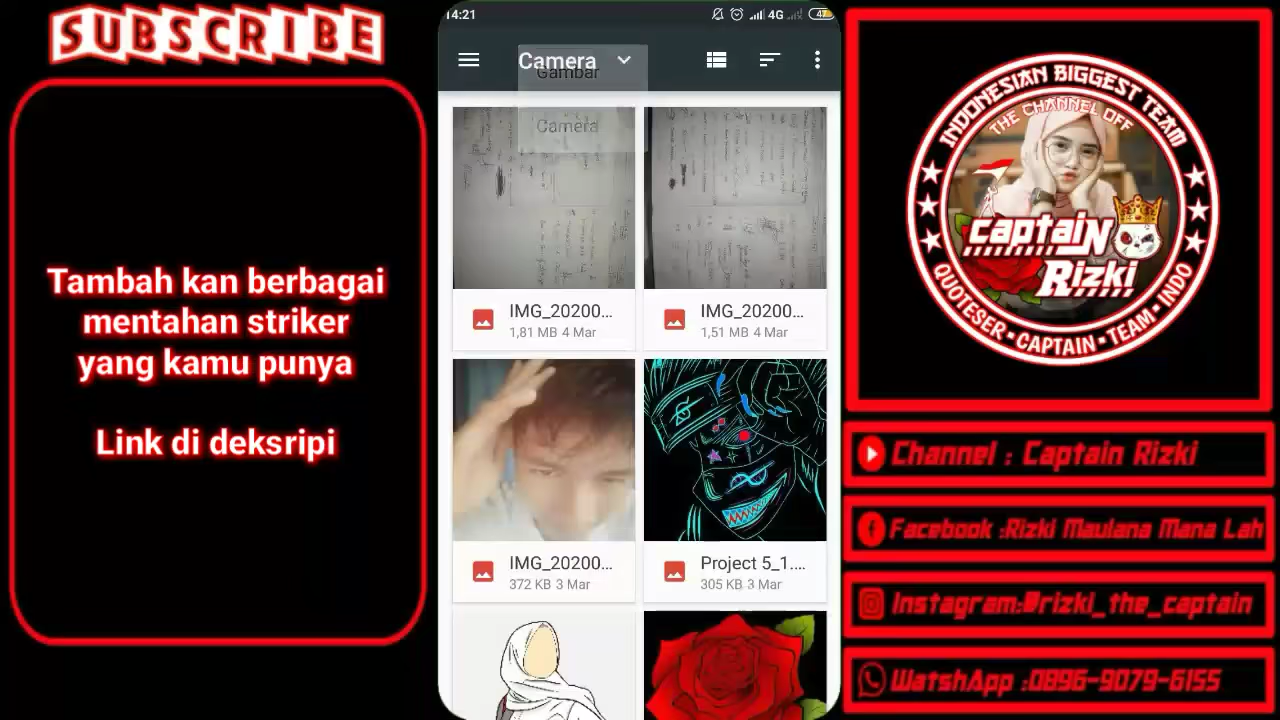 SUBSCRIBE
Tambah kan berbagai
mentahan striker
yang kamu punya
Link di deksripi
14:21
4G
47
Camera
Gambar
Camera
IMG_20200...
1,81 MB 4 Mar
IMG_20200...
1,51 MB 4 Mar
IMG_20200...
372 KB 3 Mar
Project 5_1....
305 KB 3 Mar
INDONESIAN BIGGEST TEAM
THE CHANNEL OFF
CAPTAIN
Rizki
QUOTESER • CAPTAIN • TEAM • INDO
Channel : Captain Rizki
Facebook :Rizki Maulana Mana Lah
Instagram:@rizki_the_captain
WatshApp :0896-9079-6155